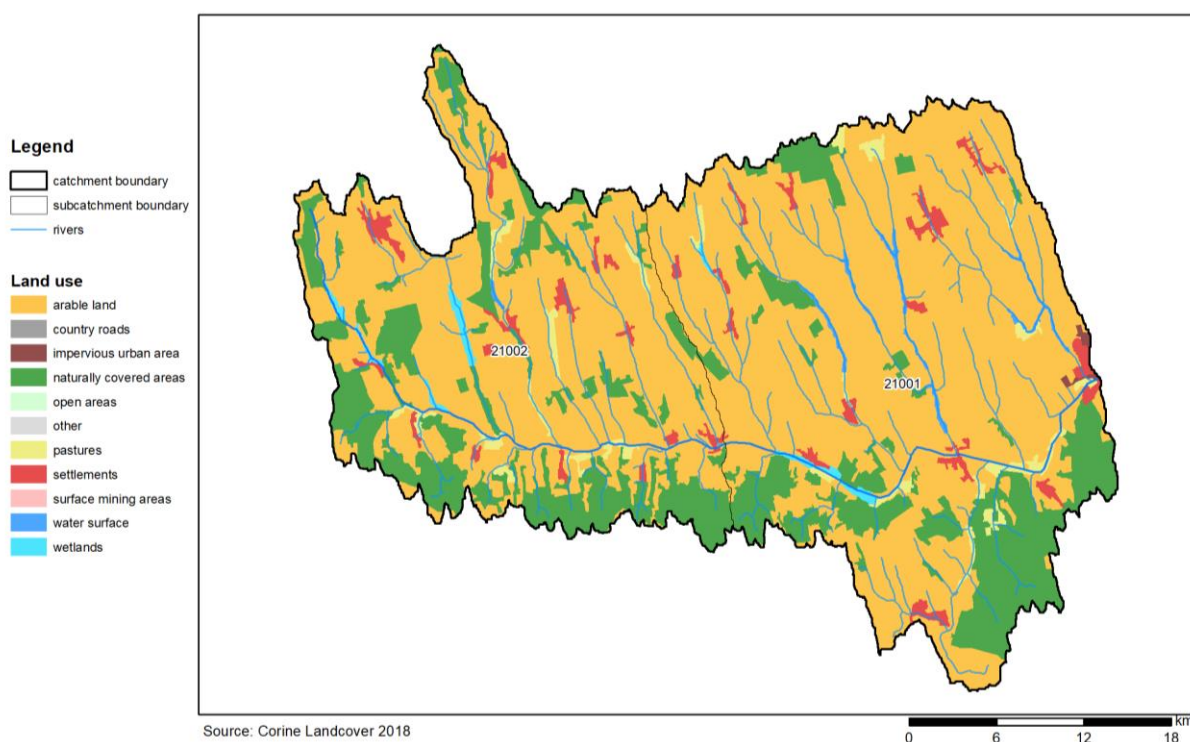 Legend
catchment boundary
subcatchment boundary
rivers
Land use
arable land
country roads
impervious urban area
naturally covered areas
open areas
other
pastures
settlements
surface mining areas
water surface
wetlands
21002
21001
Source: Corine Landcover 2018
km
0 6 12 18